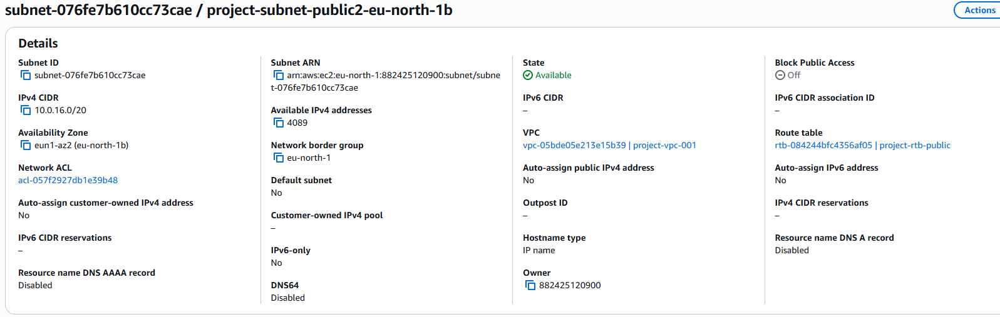 subnet-076fe7b610cc73cae / project-subnet-public2-eu-north-1b
Actions
Details
Subnet ID
subnet-076fe7b610cc73cae
IPv4 CIDR
10.0.16.0/20
Availability Zone
eun1-az2 (eu-north-1b)
Network ACL
acl-057f2927db1e39b48
Auto-assign customer-owned IPv4 address
No
IPv6 CIDR reservations
–
Resource name DNS AAAA record
Disabled
Subnet ARN
arn:aws:ec2:eu-north-1:882425120900:subnet/subne
t-076fe7b610cc73cae
Available IPv4 addresses
4089
Network border group
eu-north-1
Default subnet
No
Customer-owned IPv4 pool
–
IPv6-only
No
DNS64
Disabled
State
Available
IPv6 CIDR
–
VPC
vpc-05bde05e213e15b39 | project-vpc-001
Auto-assign public IPv4 address
No
Outpost ID
–
Hostname type
IP name
Owner
882425120900
Block Public Access
Off
IPv6 CIDR association ID
–
Route table
rtb-084244bfc4356af05 | project-rtb-public
Auto-assign IPv6 address
No
IPv4 CIDR reservations
–
Resource name DNS A record
Disabled